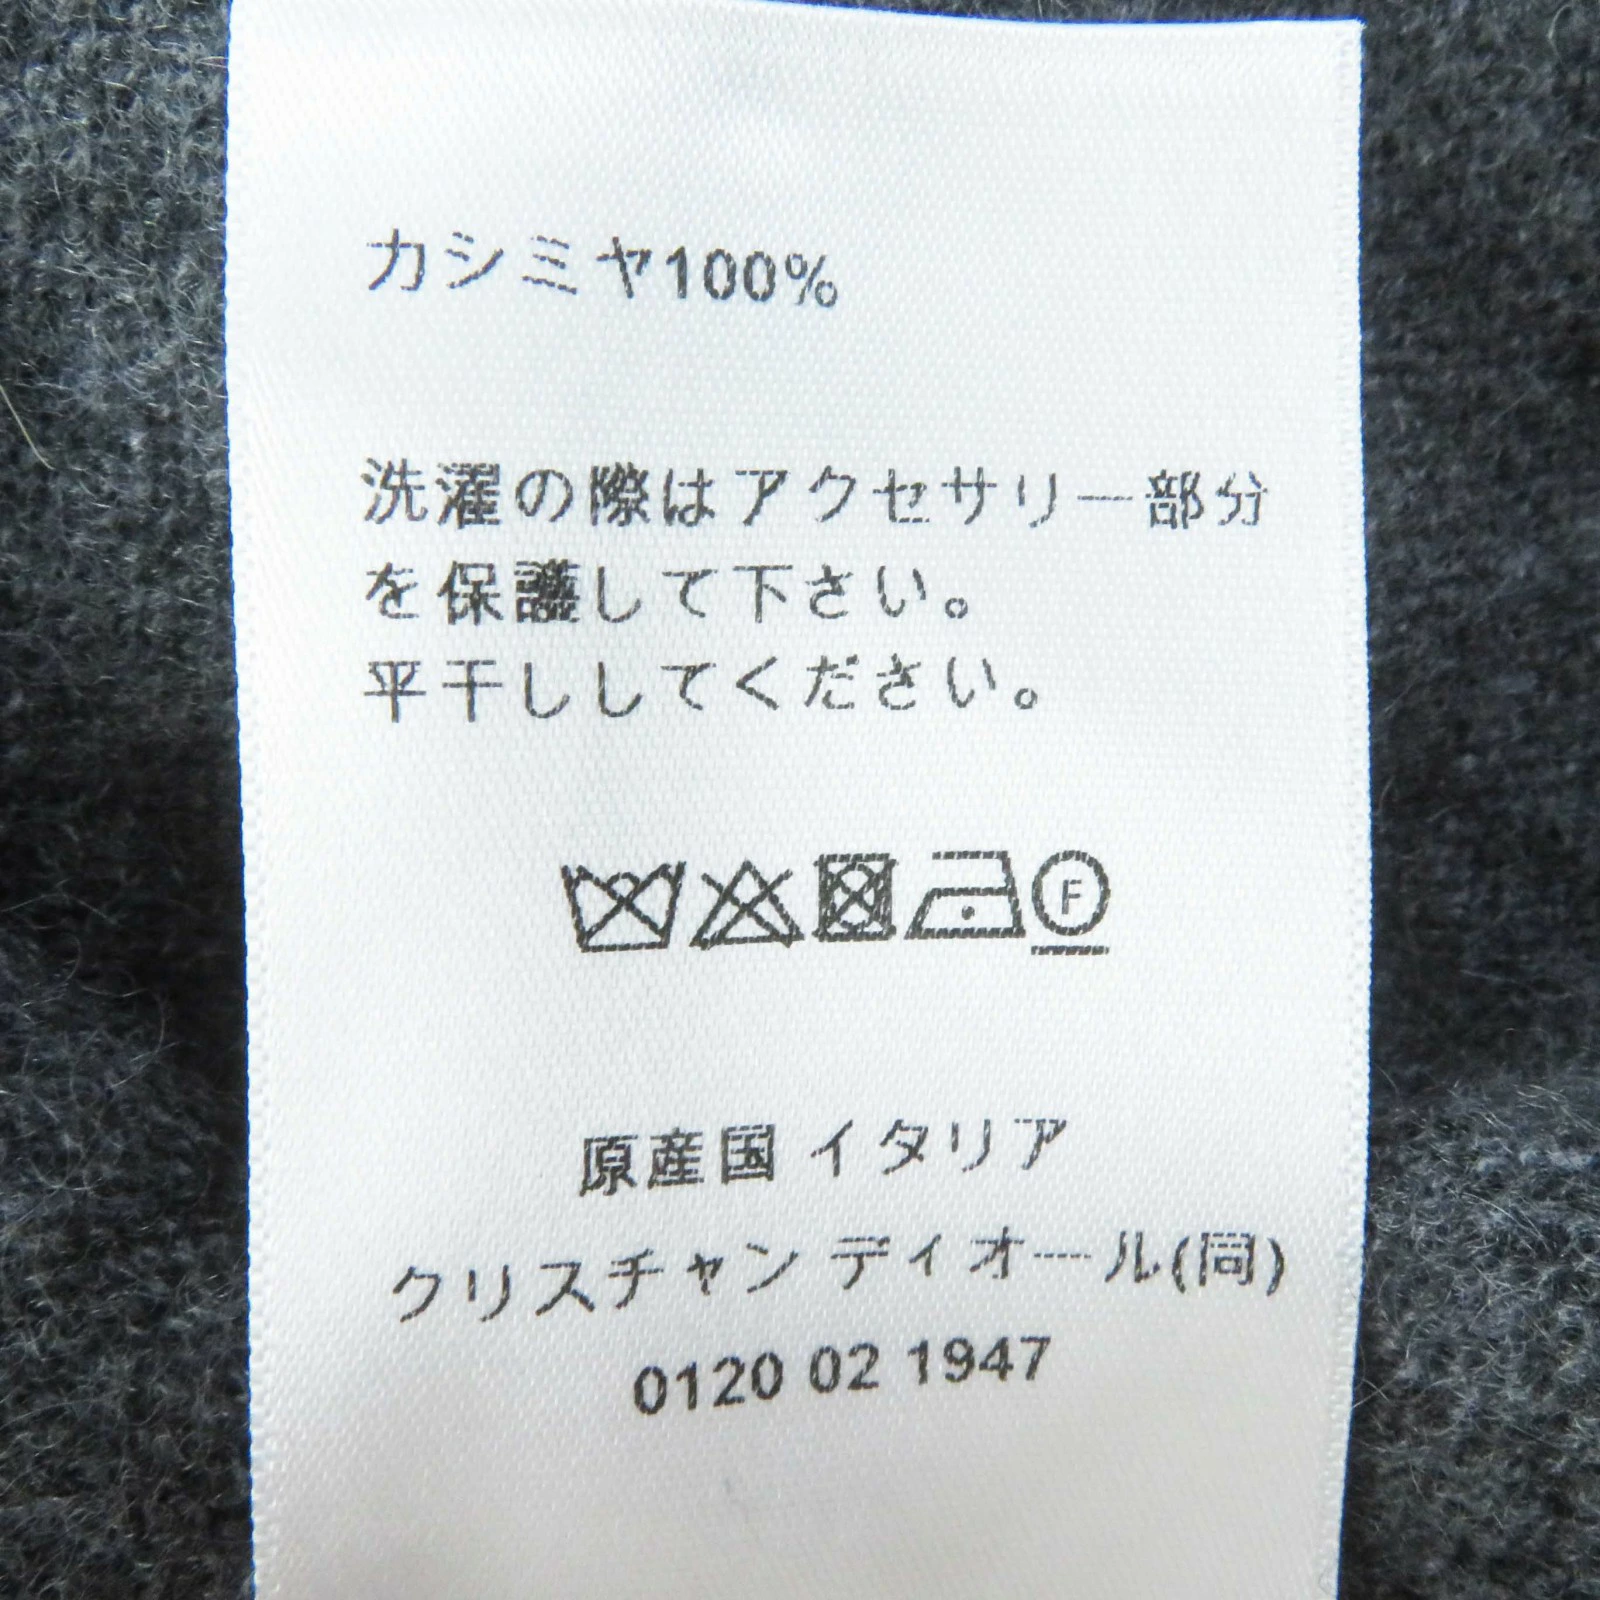 カシミヤ100%
洗濯の際はアクセサリー部分
を保護して下さい。
平干ししてください。
F
原産国 イタリア
クリスチャン ディオール(同)
0120 02 1947